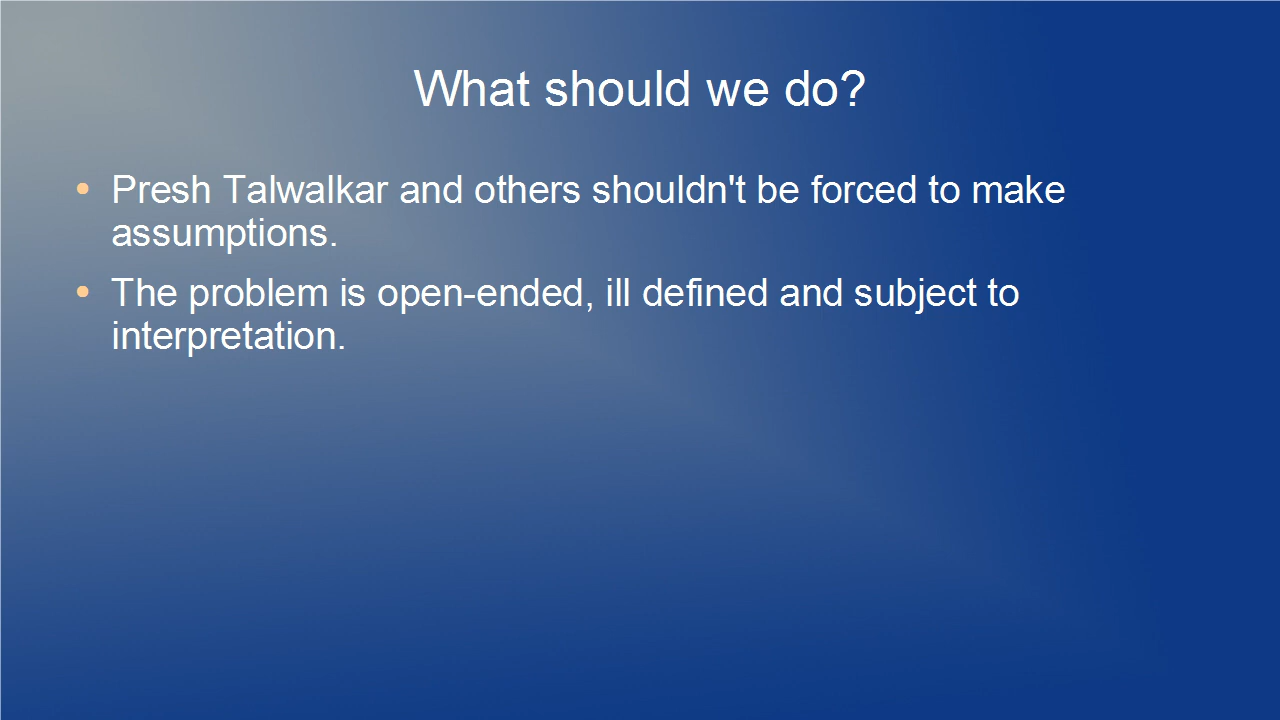 What should we do?
• Presh Talwalkar and others shouldn't be forced to make
assumptions.
• The problem is open-ended, ill defined and subject to
interpretation.